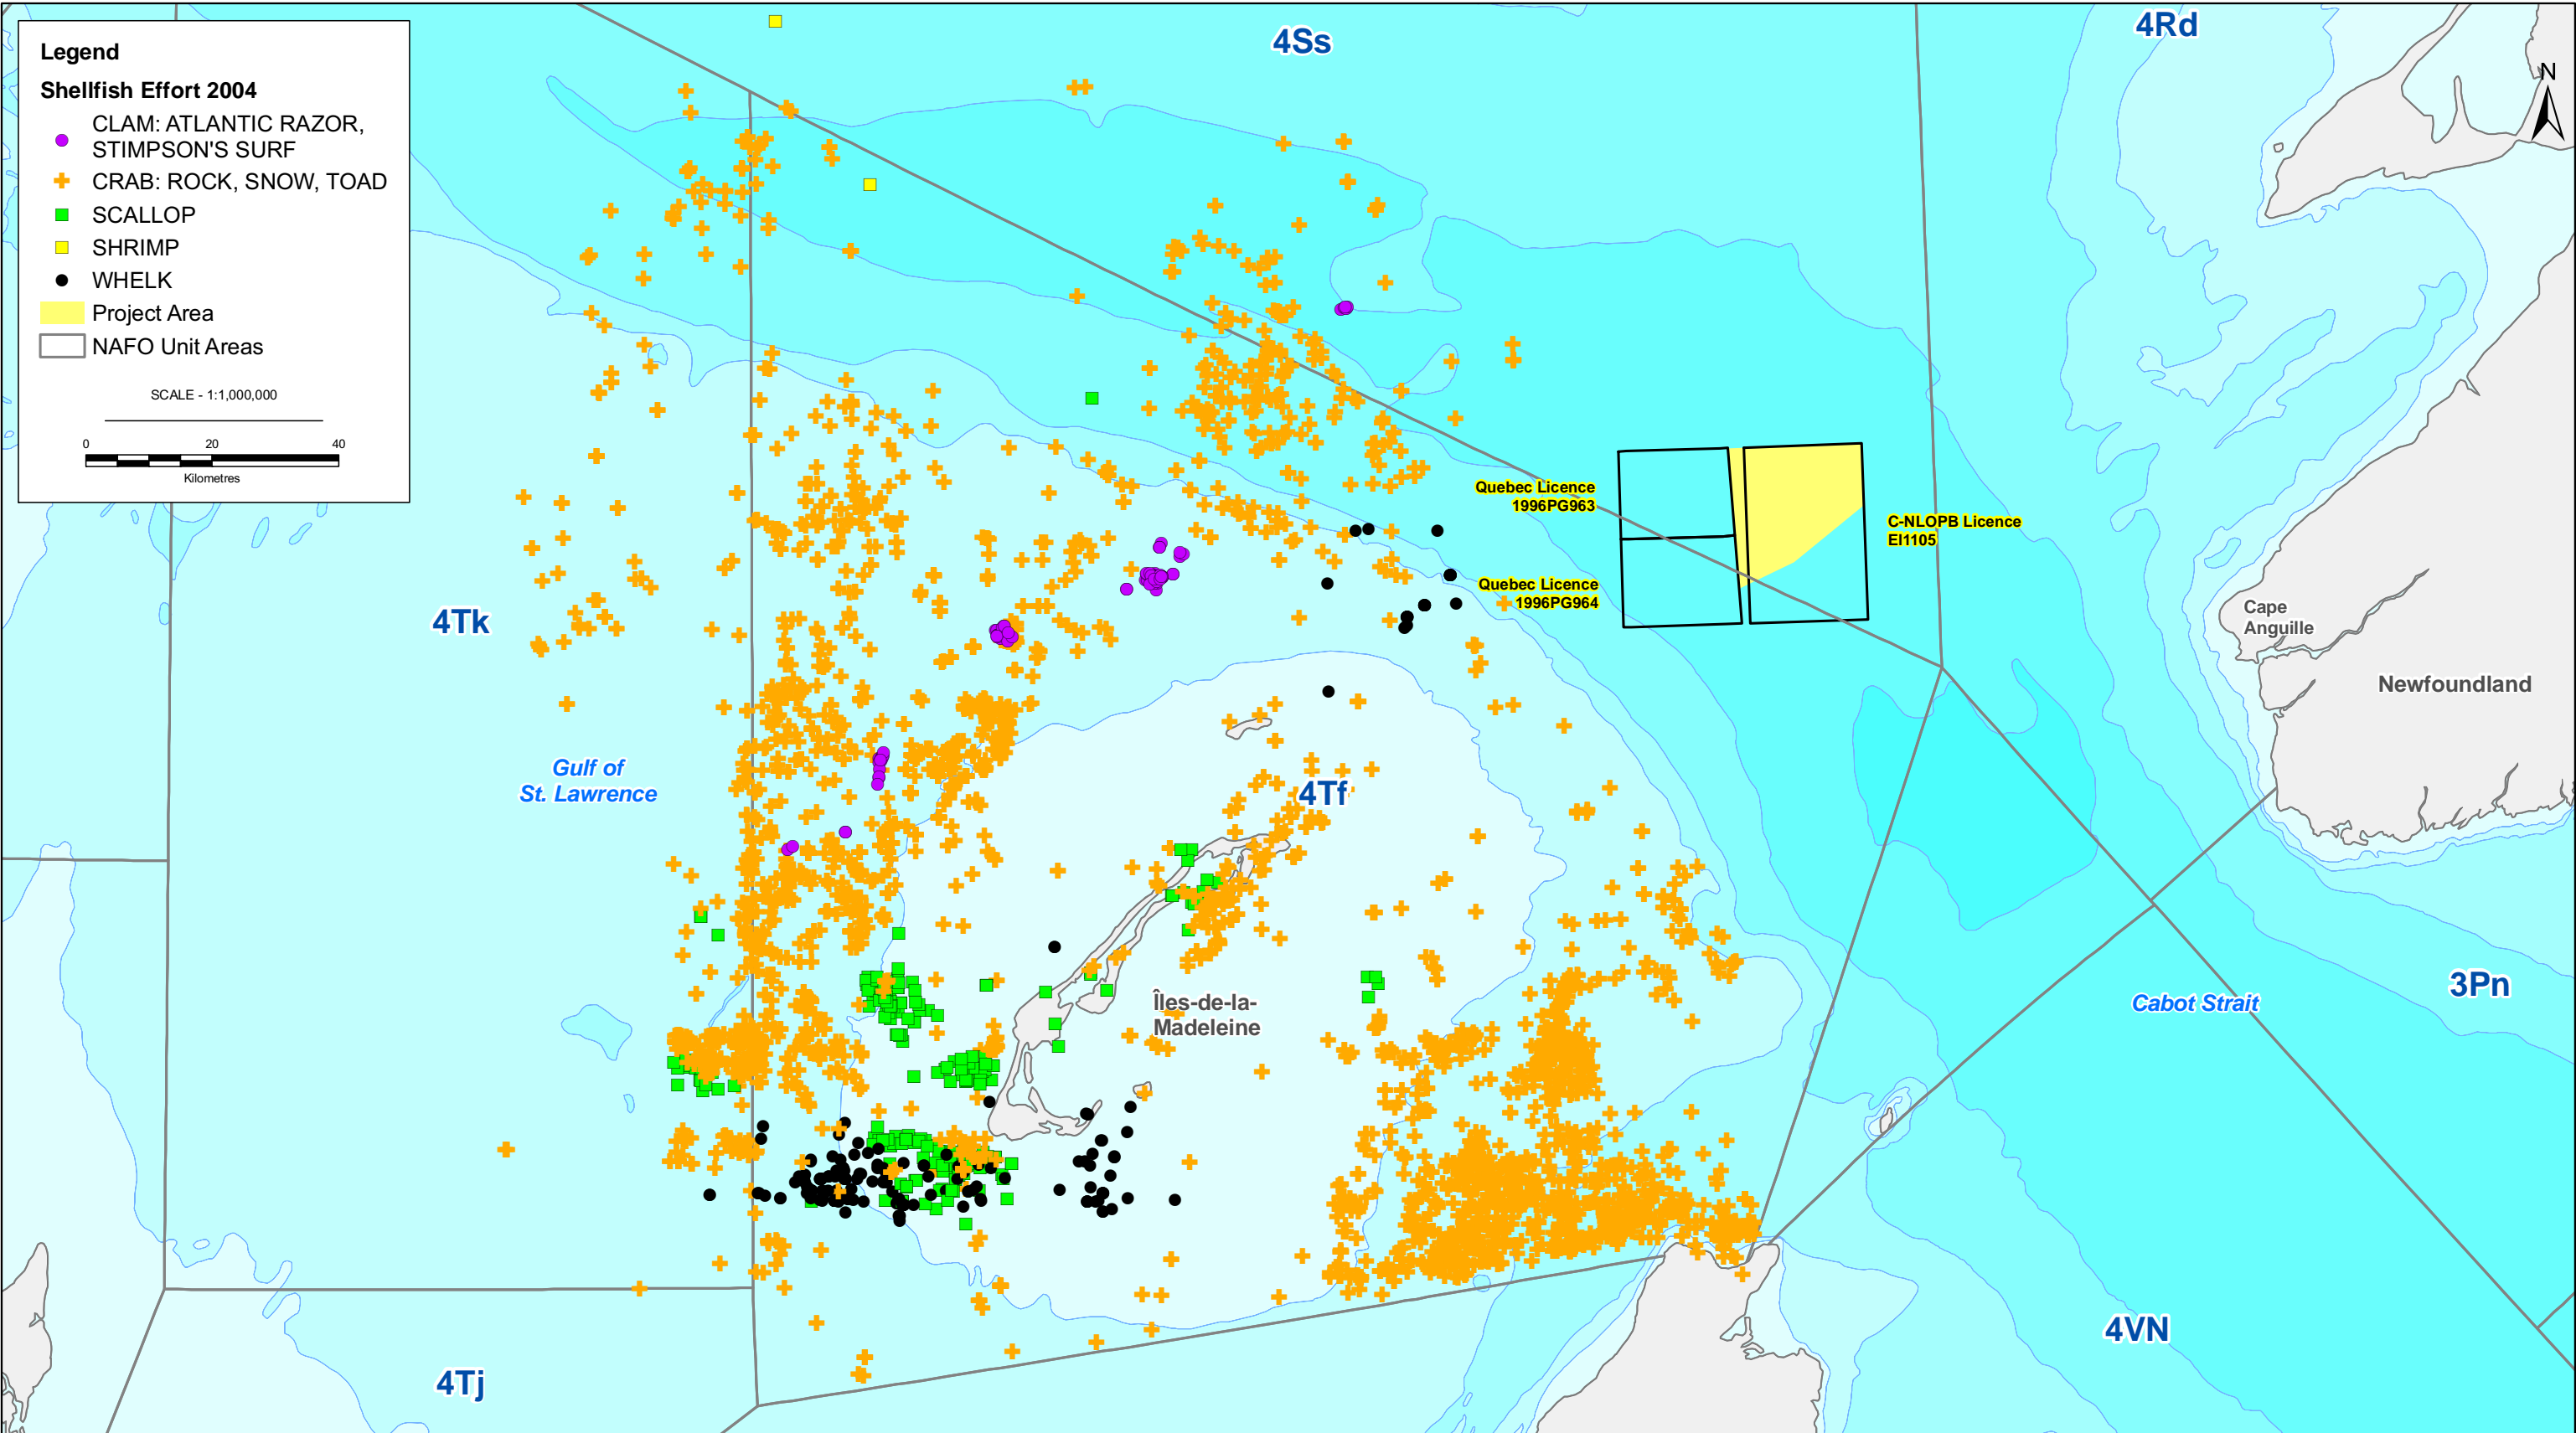 Legend
Shellfish Effort 2004
CLAM: ATLANTIC RAZOR,
STIMPSON'S SURF
CRAB: ROCK, SNOW, TOAD
SCALLOP
SHRIMP
WHELK
Project Area
NAFO Unit Areas
SCALE - 1:1,000,000
0 20 40
Kilometres
4Ss
4Rd
N
Quebec Licence
1996PG963
C-NLOPB Licence
EI1105
Quebec Licence
1996PG964
4Tk
Cape
Anguille
Newfoundland
Gulf of
St. Lawrence
4Tf
Îles-de-la-
Madeleine
3Pn
Cabot Strait
4VN
4Tj